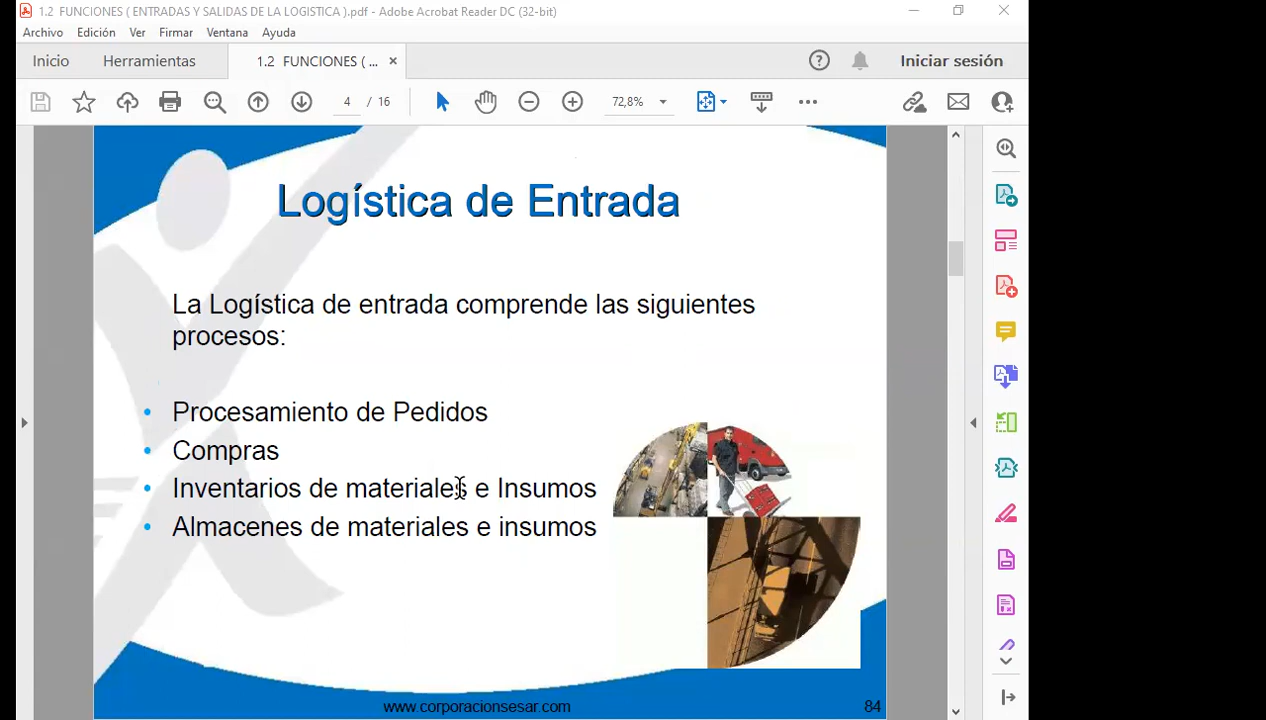 1.2 FUNCIONES ( ENTRADAS Y SALIDAS DE LA LOGISTICA ).pdf - Adobe Acrobat Reader DC (32-bit)
Archivo Edición Ver Firmar Ventana Ayuda
Inicio Herramientas 1.2 FUNCIONES ( ... × Iniciar sesión
4 / 16 72,8%
Logística de Entrada
La Logística de entrada comprende las siguientes
procesos:
• Procesamiento de Pedidos
• Compras
• Inventarios de materiales e Insumos
• Almacenes de materiales e insumos
www.corporacionsesar.com 84